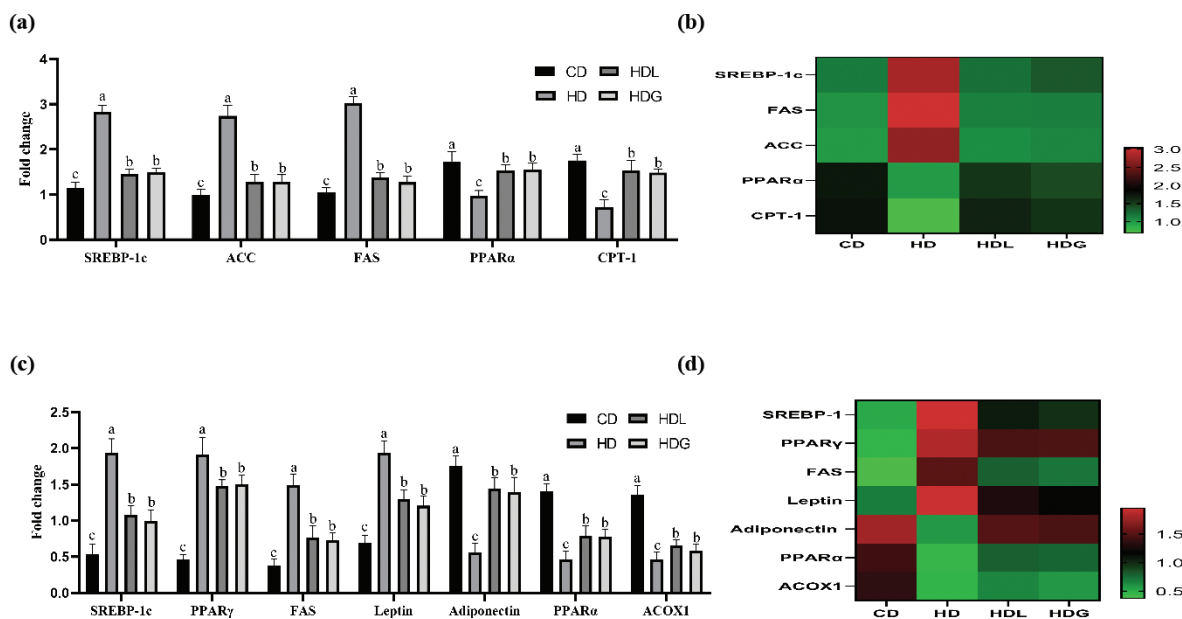 (a)
Fold change
4
3
2
1
0
c a b b
c a b b
c a b b
a c b b
a c b b
SREBP-1c ACC FAS PPARα CPT-1
CD HDL
HD HDG
(b)
SREBP-1c
FAS
ACC
PPARα
CPT-1
CD HD HDL HDG
3.0
2.5
2.0
1.5
1.0
(c)
Fold change
2.5
2.0
1.5
1.0
0.5
0.0
c a b b
c a b b
c a b b
c a b b
a c b b
a c b b
a c b b
SREBP-1c PPARγ FAS Leptin Adiponectin PPARα ACOX1
CD HDL
HD HDG
(d)
SREBP-1
PPARγ
FAS
Leptin
Adiponectin
PPARα
ACOX1
CD HD HDL HDG
1.5
1.0
0.5